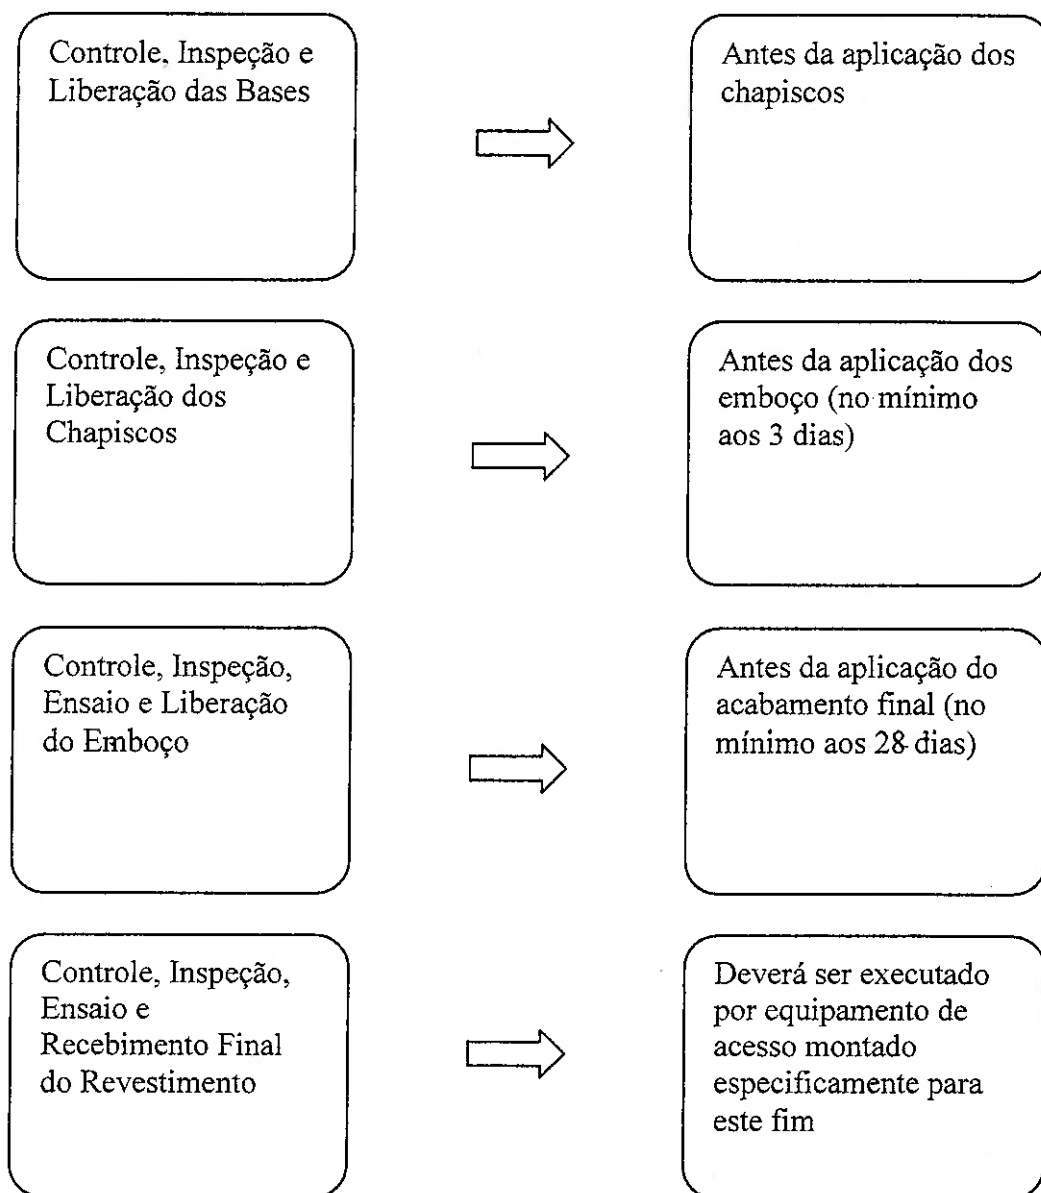 Controle, Inspeção e
Liberação das Bases
Antes da aplicação dos
chapiscos
Controle, Inspeção e
Liberação dos
Chapiscos
Antes da aplicação dos
emboço (no mínimo
aos 3 dias)
Controle, Inspeção,
Ensaio e Liberação
do Emboço
Antes da aplicação do
acabamento final (no
mínimo aos 28 dias)
Controle, Inspeção,
Ensaio e
Recebimento Final
do Revestimento
Deverá ser executado
por equipamento de
acesso montado
especificamente para
este fim